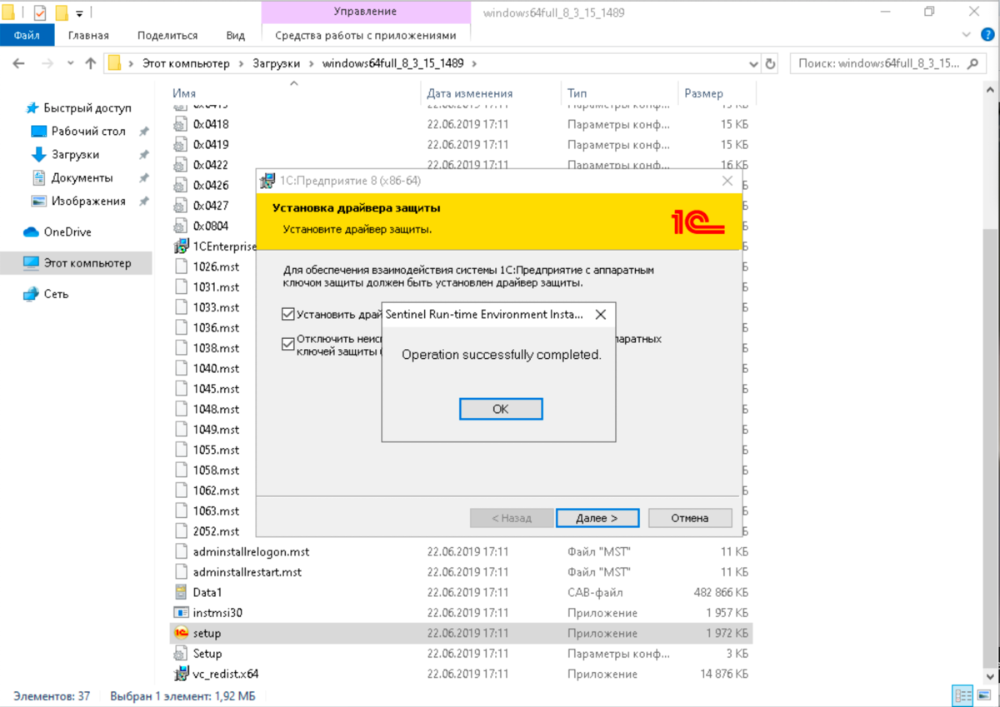 Управление
windows64full_8_3_15_1489
Файл
Главная
Поделиться
Вид
Средства работы с приложениями
Этот компьютер > Загрузки > windows64full_8_3_15_1489 >
Поиск: windows64full_8_3_15...
Быстрый доступ
Рабочий стол
Загрузки
Документы
Изображения
OneDrive
Этот компьютер
Сеть
Имя Дата изменения Тип Размер
0x0415 22.06.2019 17:11 Параметры конф... 15 КБ
0x0418 22.06.2019 17:11 Параметры конф... 15 КБ
0x0419 22.06.2019 17:11 Параметры конф... 15 КБ
0x0422 22.06.2019 17:11 Параметры конф... 16 КБ
0x0426
0x0427
0x0804
1CEnterprise
1026.mst
1031.mst
1033.mst
1036.mst
1038.mst
1040.mst
1045.mst
1048.mst
1049.mst
1055.mst
1058.mst
1062.mst
1063.mst
2052.mst
adminstallrelogon.mst 22.06.2019 17:11 Файл "MST" 11 КБ
adminstallrestart.mst 22.06.2019 17:11 Файл "MST" 11 КБ
Data1 22.06.2019 17:11 CAB-файл 482 866 КБ
instmsi30 22.06.2019 17:11 Приложение 1 957 КБ
setup 22.06.2019 17:11 Приложение 1 972 КБ
Setup 22.06.2019 17:11 Параметры конф... 3 КБ
vc_redist.x64 22.06.2019 17:11 Приложение 14 876 КБ
1С:Предприятие 8 (x86-64)
Установка драйвера защиты
Установите драйвер защиты.
1C
Для обеспечения взаимодействия системы 1С:Предприятие с аппаратным
ключом защиты должен быть установлен драйвер защиты.
Установить
Отключить
ключей защиты
Sentinel Run-time Environment Insta...
Operation successfully completed.
OK
< Назад
Далее >
Отмена
Элементов: 37
Выбран 1 элемент: 1,92 МБ